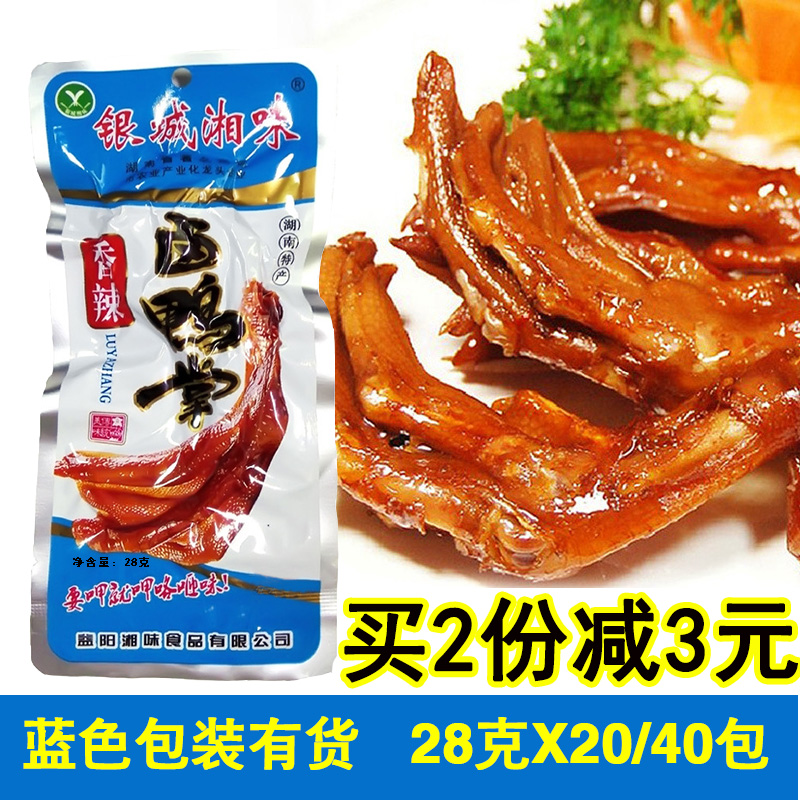 银城湘味®
湖南特产
香辣
卤鸭掌
LUYAZHANG
净含量：28克
要呷就呷咯咂味！
益阳湘味食品有限公司
买2份减3元
蓝色包装有货 28克X20/40包